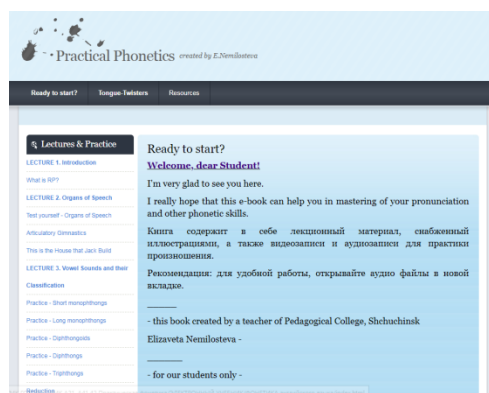 Practical Phonetics created by E.Nemilosteva
Ready to start? Tongue-Twisters Resources
Lectures & Practice
LECTURE 1. Introduction
What is RP?
LECTURE 2. Organs of Speech
Test yourself - Organs of Speech
Articulatory Gimnastics
This is the House that Jack Build
LECTURE 3. Vowel Sounds and their
Classification
Practice - Short monophthongs
Practice - Long monophthongs
Practice - Diphthongoids
Practice - Diphthongs
Practice - Triphthongs
Reduction
Ready to start?
Welcome, dear Student!
I'm very glad to see you here.
I really hope that this e-book can help you in mastering of your pronunciation
and other phonetic skills.
Книга содержит в себе лекционный материал, снабженный
иллюстрациями, а также видеозаписи и аудиозаписи для практики
произношения.
Рекомендация: для удобной работы, открывайте аудио файлы в новой
вкладке.
- this book created by a teacher of Pedagogical College, Shchuchinsk
Elizaveta Nemilosteva -
- for our students only -